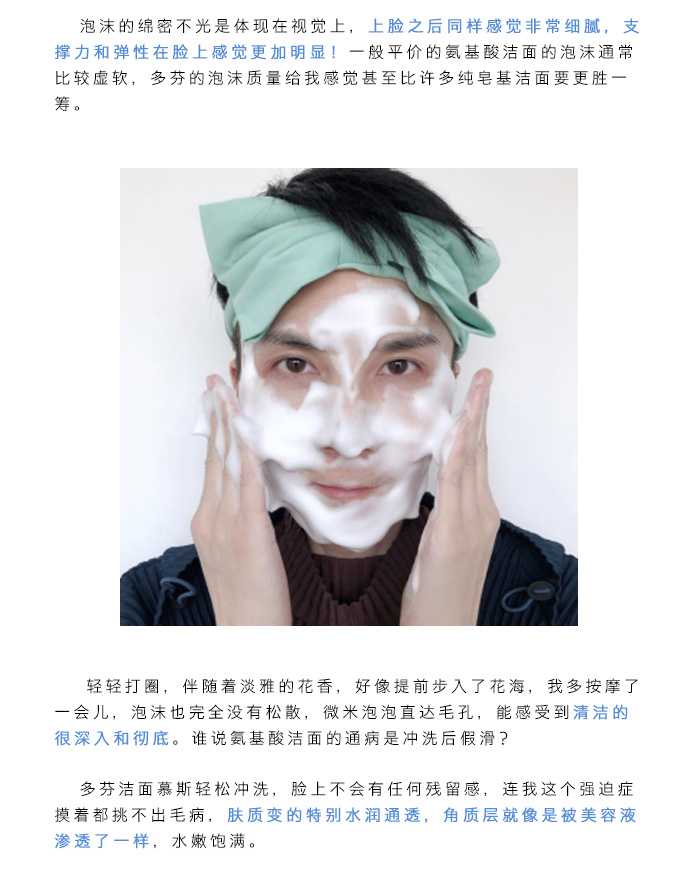 泡沫的绵密不光是体现在视觉上，上脸之后同样感觉非常细腻，支
撑力和弹性在脸上感觉更加明显！一般平价的氨基酸洁面的泡沫通常
比较虚软，多芬的泡沫质量给我感觉甚至比许多纯皂基洁面要更胜一
筹。
轻轻打圈，伴随着淡雅的花香，好像提前步入了花海，我多按摩了
一会儿，泡沫也完全没有松散，微米泡泡直达毛孔，能感受到清洁的
很深入和彻底。谁说氨基酸洁面的通病是冲洗后假滑？
多芬洁面慕斯轻松冲洗，脸上不会有任何残留感，连我这个强迫症
摸着都挑不出毛病，肤质变的特别水润通透，角质层就像是被美容液
渗透了一样，水嫩饱满。